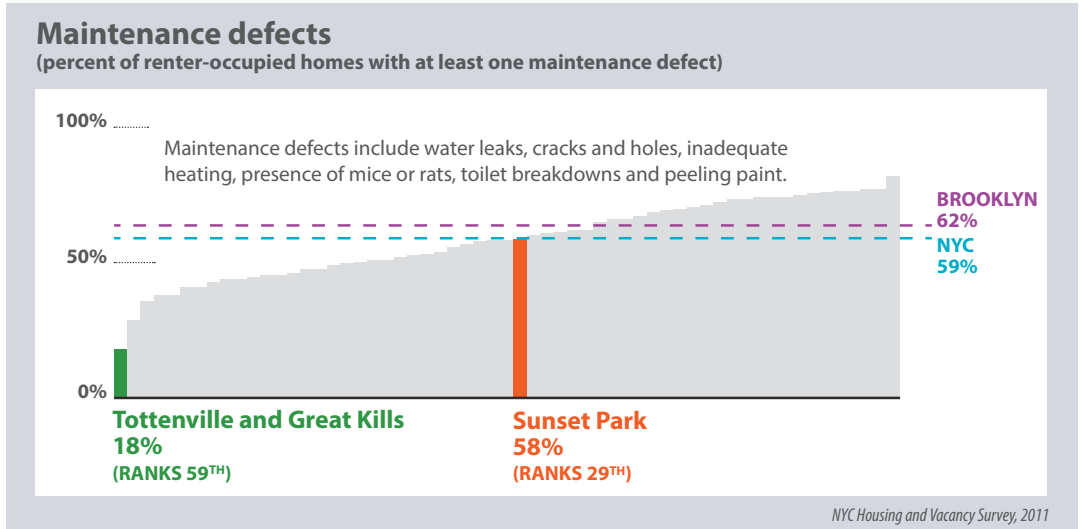 Maintenance defects
(percent of renter-occupied homes with at least one maintenance defect)
100%
Maintenance defects include water leaks, cracks and holes, inadequate
heating, presence of mice or rats, toilet breakdowns and peeling paint.
BROOKLYN
62%
NYC
59%
50%
0%
Tottenville and Great Kills
18%
(RANKS 59TH)
Sunset Park
58%
(RANKS 29TH)
NYC Housing and Vacancy Survey, 2011